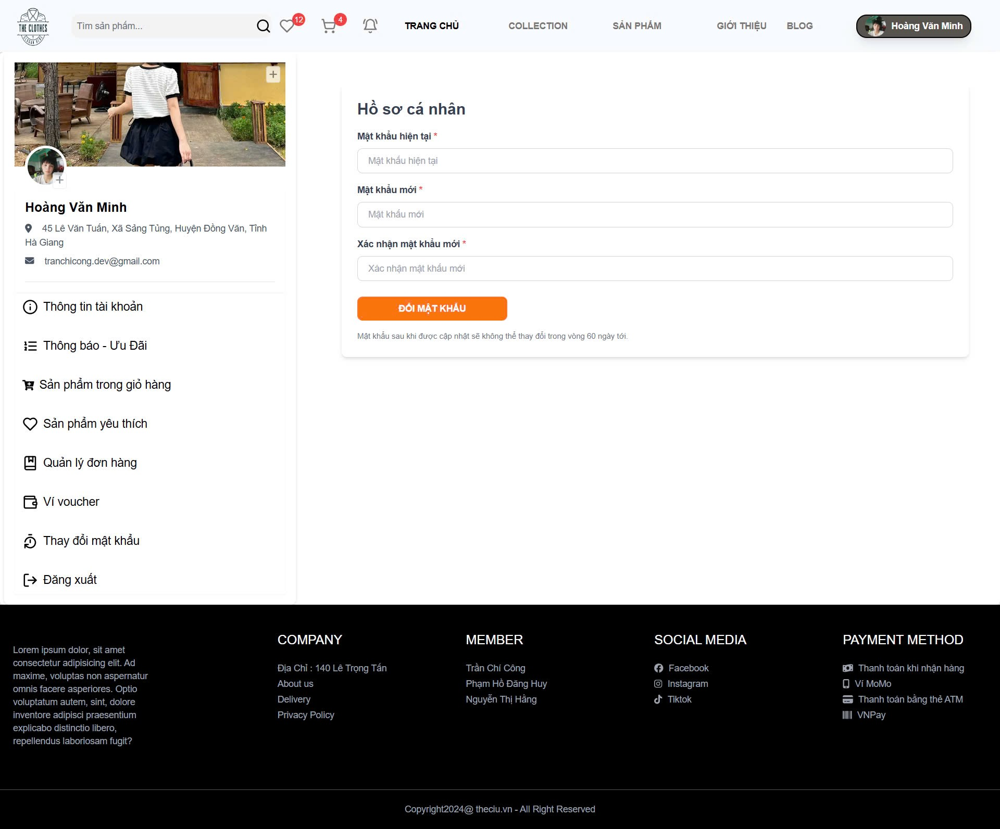 THE CLOTHES
Tìm sản phẩm...
12
4
TRANG CHỦ
COLLECTION
SẢN PHẨM
GIỚI THIỆU
BLOG
Hoàng Văn Minh
Hoàng Văn Minh
45 Lê Văn Tuấn, Xã Sảng Tủng, Huyện Đồng Văn, Tỉnh
Hà Giang
tranchicong.dev@gmail.com
Thông tin tài khoản
Thông báo - Ưu Đãi
Sản phẩm trong giỏ hàng
Sản phẩm yêu thích
Quản lý đơn hàng
Ví voucher
Thay đổi mật khẩu
Đăng xuất
Hồ sơ cá nhân
Mật khẩu hiện tại *
Mật khẩu hiện tại
Mật khẩu mới *
Mật khẩu mới
Xác nhận mật khẩu mới *
Xác nhận mật khẩu mới
ĐỔI MẬT KHẨU
Mật khẩu sau khi được cập nhật sẽ không thể thay đổi trong vòng 60 ngày tới.
Lorem ipsum dolor, sit amet
consectetur adipisicing elit. Ad
maxime, voluptas non aspernatur
omnis facere asperiores. Optio
voluptatum autem, sint, dolore
inventore adipisci praesentium
explicabo distinctio libero,
repellendus laboriosam fugit?
COMPANY
Địa Chỉ : 140 Lê Trọng Tấn
About us
Delivery
Privacy Policy
MEMBER
Trần Chí Công
Phạm Hồ Đăng Huy
Nguyễn Thị Hằng
SOCIAL MEDIA
Facebook
Instagram
Tiktok
PAYMENT METHOD
Thanh toán khi nhận hàng
Ví MoMo
Thanh toán bằng thẻ ATM
VNPay
Copyright2024@ theciu.vn - All Right Reserved